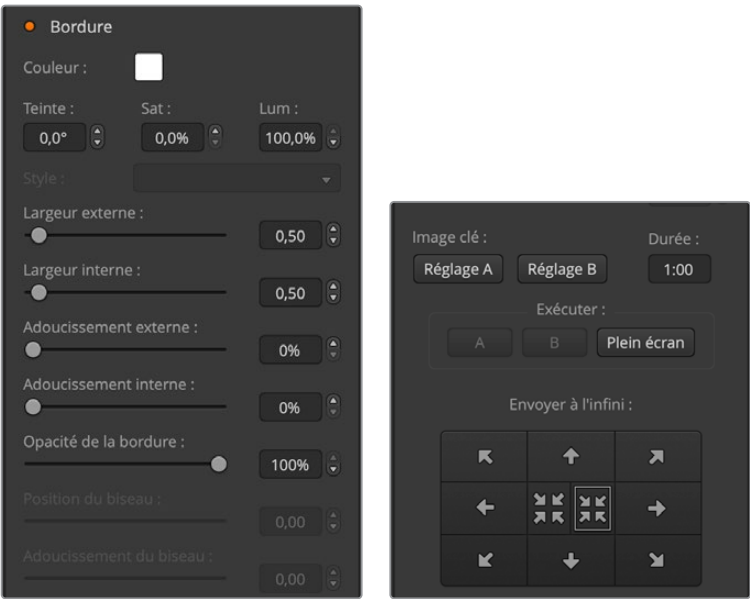 Bordure
Couleur :
Teinte : Sat : Lum :
0,0° 0,0% 100,0%
Style :
Largeur externe :
0,50
Largeur interne :
0,50
Adoucissement externe :
0%
Adoucissement interne :
0%
Opacité de la bordure :
100%
Position du biseau :
0,00
Adoucissement du biseau :
0,00
Image clé : Durée :
Réglage A Réglage B 1:00
Exécuter :
A B Plein écran
Envoyer à l'infini :